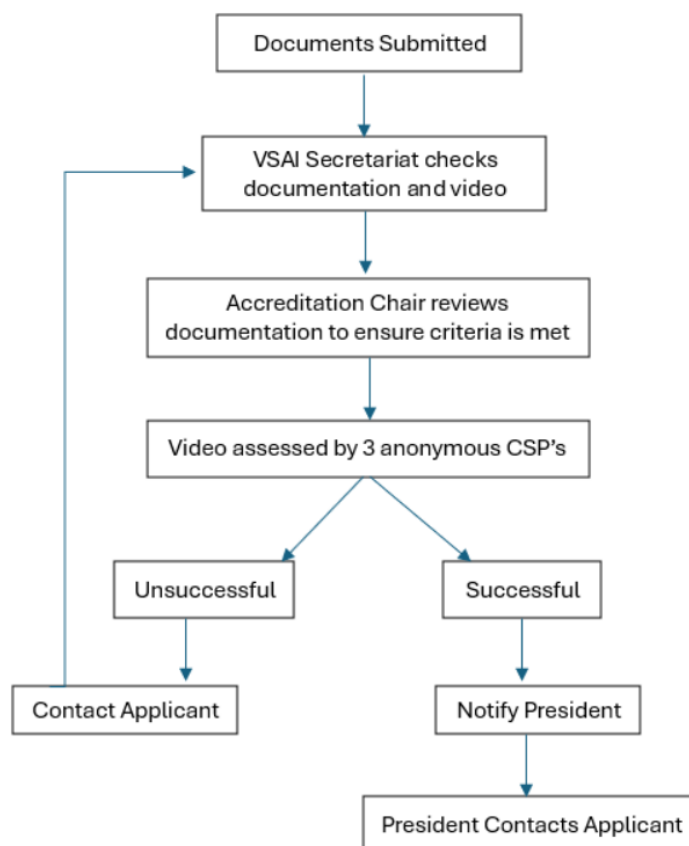 Documents Submitted
VSAI Secretariat checks
documentation and video
Accreditation Chair reviews
documentation to ensure criteria is met
Video assessed by 3 anonymous CSP’s
Unsuccessful
Successful
Contact Applicant
Notify President
President Contacts Applicant